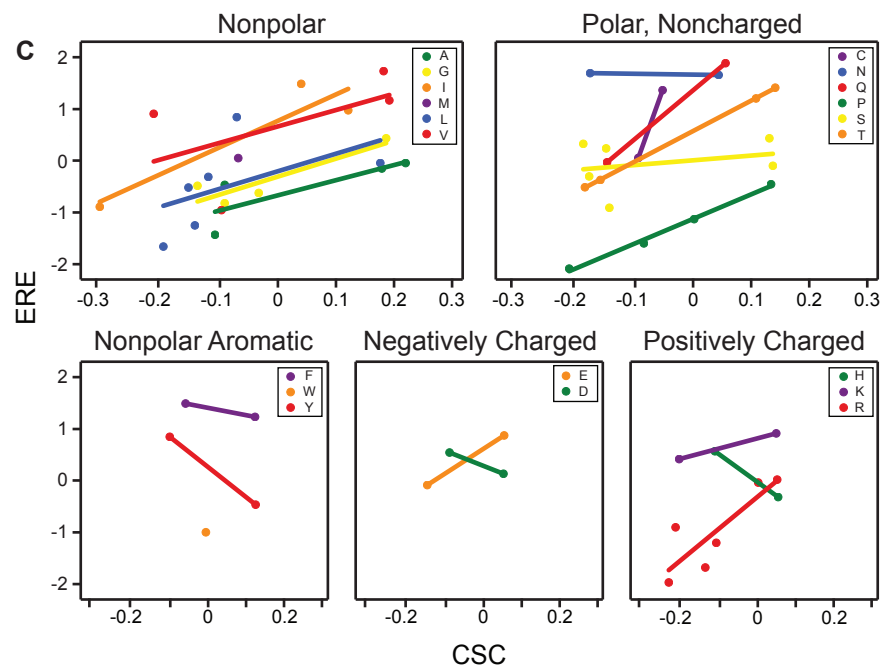 C
Nonpolar
Polar, Noncharged
2
1
0
-1
-2
A
G
I
M
L
V
C
N
Q
P
S
T
-0.3 -0.2 -0.1 0 0.1 0.2 0.3
-0.3 -0.2 -0.1 0 0.1 0.2 0.3
ERE
Nonpolar Aromatic
Negatively Charged
Positively Charged
2
1
0
-1
-2
F
W
Y
E
D
H
K
R
-0.2 0 0.2
-0.2 0 0.2
-0.2 0 0.2
CSC